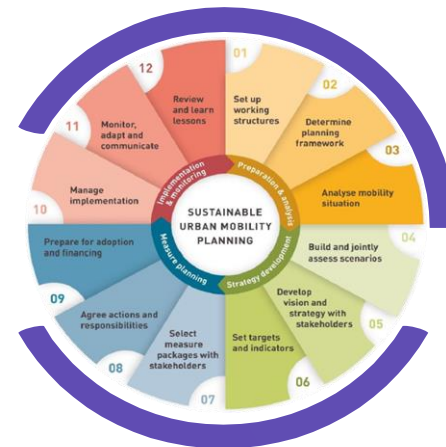 01
Set up
working
structures
02
Determine
planning
framework
03
Analyse mobility
situation
04
Build and jointly
assess scenarios
05
Develop
vision and
strategy with
stakeholders
06
Set targets
and indicators
07
Select
measure
packages with
stakeholders
08
Agree actions and
responsibilities
09
Prepare for adoption
and financing
10
Manage
implementation
11
Monitor,
adapt and
communicate
12
Review
and learn
lessons
Preparation & analysis
Strategy development
Measure planning
Implementation
& monitoring
SUSTAINABLE
URBAN MOBILITY
PLANNING